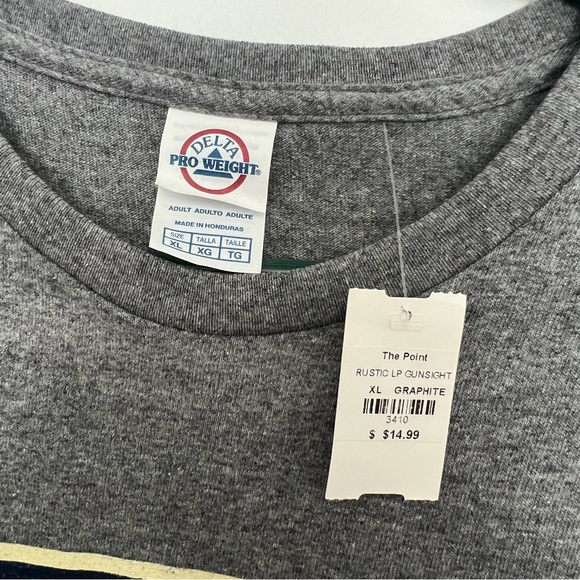 DELTA
PRO WEIGHT®
ADULT ADULTO ADULTE
MADE IN HONDURAS
SIZE TALLA TAILLE
XL XG TG
The Point
RUSTIC LP GUNSIGHT
XL GRAPHITE
3410
$ $14.99